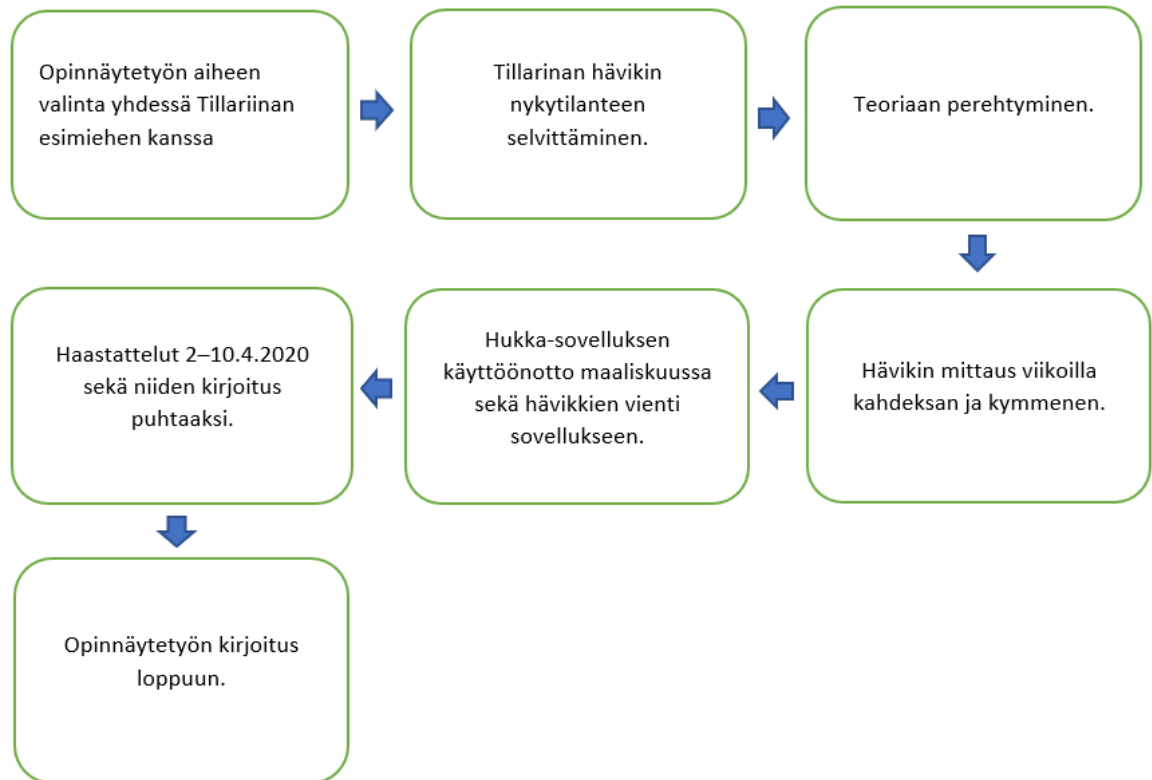 Opinnäytetyön aiheen
valinta yhdessä Tillariinan
esimiehen kanssa
Tillarinan hävikin
nykytilanteen
selvittäminen.
Teoriaan perehtyminen.
Hävikin mittaus viikoilla
kahdeksan ja kymmenen.
Hukka-sovelluksen
käyttöönotto maaliskuussa
sekä hävikkien vienti
sovellukseen.
Haastattelut 2–10.4.2020
sekä niiden kirjoitus
puhtaaksi.
Opinnäytetyön kirjoitus
loppuun.